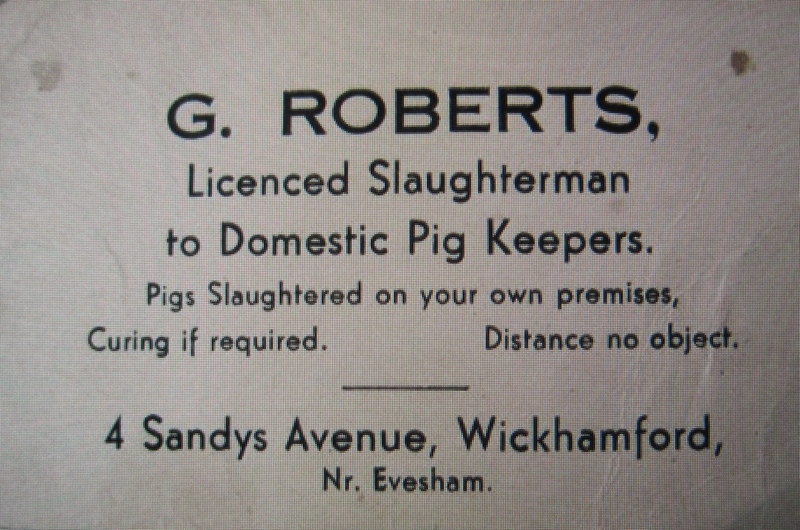 G. ROBERTS,
Licenced Slaughterman
to Domestic Pig Keepers.
Pigs Slaughtered on your own premises,
Curing if required. Distance no object.
4 Sandys Avenue, Wickhamford,
Nr. Evesham.